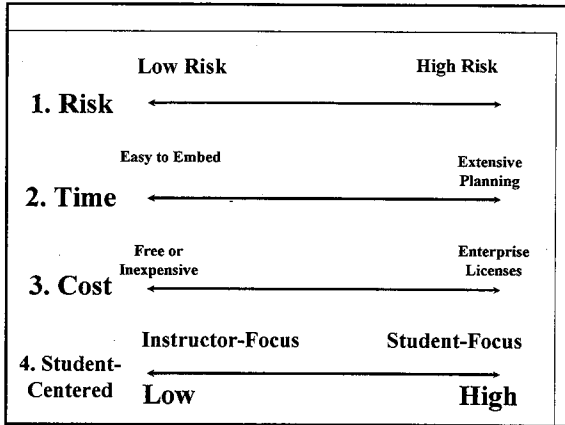 Low Risk High Risk
1. Risk
Easy to Embed Extensive
Planning
2. Time
Free or Enterprise
Inexpensive Licenses
3. Cost
Instructor-Focus Student-Focus
4. Student-
Centered
Low High